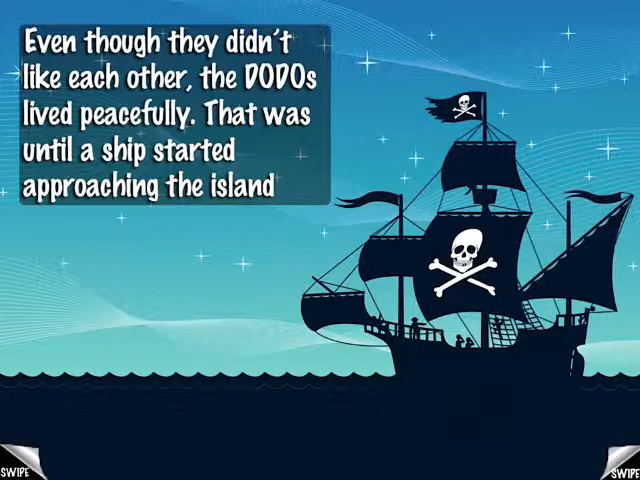 Even though they didn't
like each other, the DODOs
lived peacefully. That was
until a ship started
approaching the island
SWIPE
SWIPE